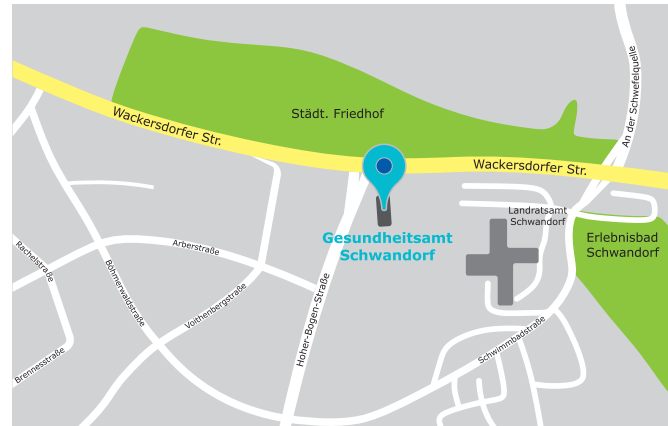 An der Schwefelquelle
Städt. Friedhof
Wackersdorfer Str.
Wackersdorfer Str.
Landratsamt
Schwandorf
Gesundheitsamt
Schwandorf
Erlebnisbad
Schwandorf
Arberstraße
Rachelstraße
Böhmerwaldstraße
Voithenbergstraße
Hoher-Bogen-Straße
Schwimmbadstraße
Brennesstraße